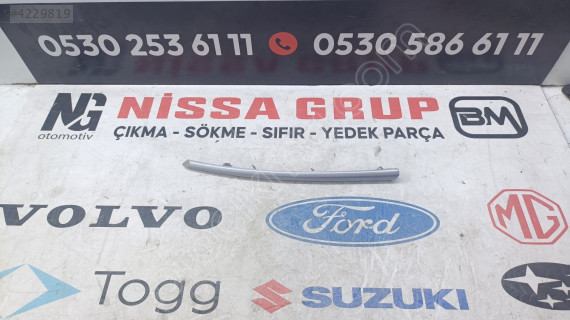 #4229819
0530 253 61 11 0530 586 61 11
NG otomotiv
NİSSA GRUP
BM
ÇIKMA - SÖKME - SIFIR - YEDEK PARÇA
VOLVO
Ford
MG
Togg
SUZUKI